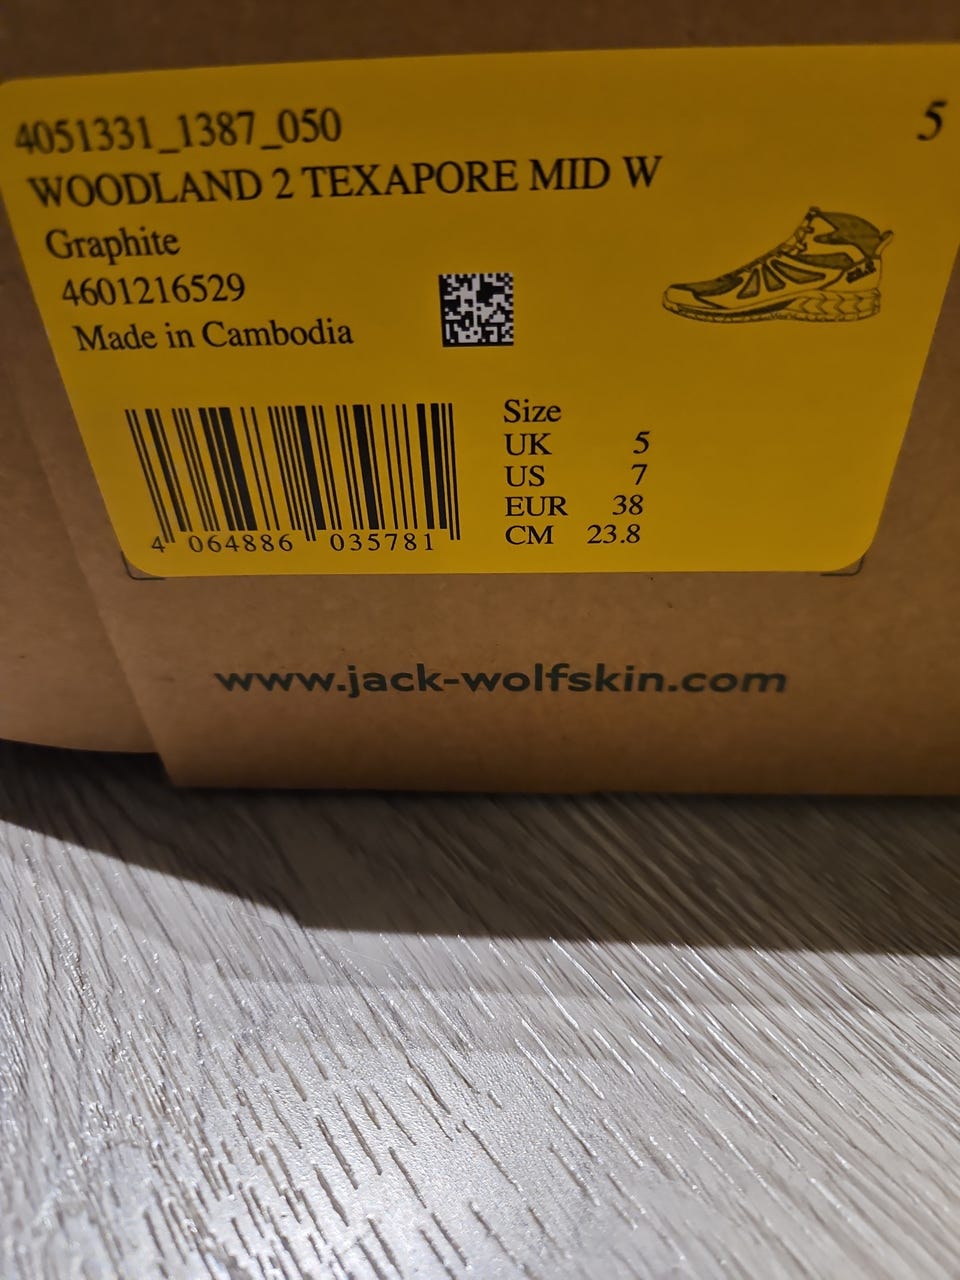 4051331_1387_050
5
WOODLAND 2 TEXAPORE MID W
Graphite
4601216529
Made in Cambodia
Size
UK 5
US 7
EUR 38
CM 23.8
4 064886 035781
www.jack-wolfskin.com